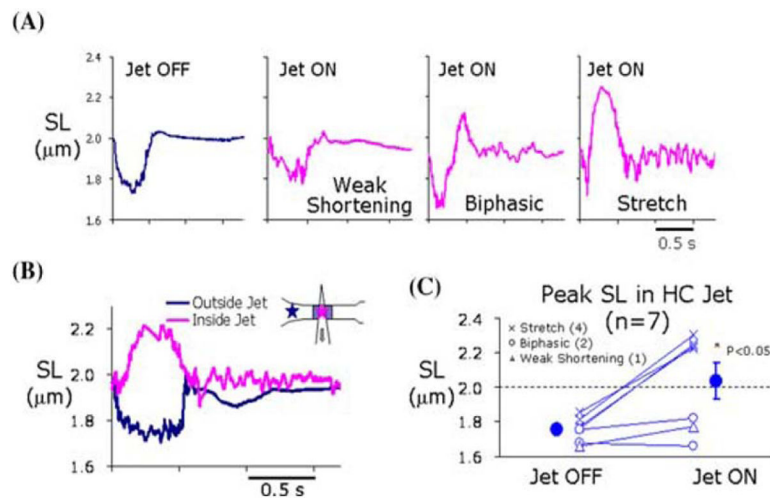 (A)
Jet OFF
Jet ON
Jet ON
Jet ON
SL
(μm)
2.4
2.2
2.0
1.8
1.6
Weak
Shortening
Biphasic
Stretch
0.5 s
(B)
Outside Jet
Inside Jet
SL
(μm)
2.2
2.0
1.8
1.6
0.5 s
(C)
Peak SL in HC Jet
(n=7)
Stretch (4)
Biphasic (2)
Weak Shortening (1)
* P<0.05
SL
(μm)
2.4
2.2
2.0
1.8
1.6
Jet OFF
Jet ON